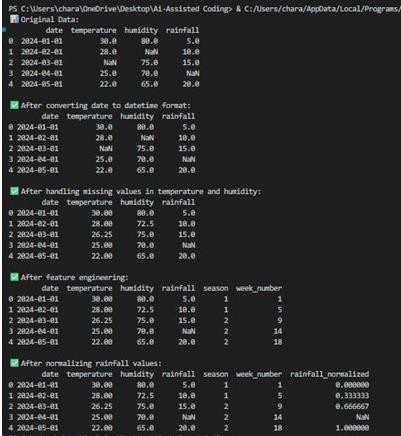 PS C:\Users\chara\OneDrive\Desktop\Ai-Assisted Coding> & C:/Users/chara/AppData/Local/Programs/
📊 Original Data:
date temperature humidity rainfall
0 2024-01-01 30.0 80.0 5.0
1 2024-02-01 28.0 NaN 10.0
2 2024-03-01 NaN 75.0 15.0
3 2024-04-01 25.0 70.0 NaN
4 2024-05-01 22.0 65.0 20.0
✅ After converting date to datetime format:
date temperature humidity rainfall
0 2024-01-01 30.0 80.0 5.0
1 2024-02-01 28.0 NaN 10.0
2 2024-03-01 NaN 75.0 15.0
3 2024-04-01 25.0 70.0 NaN
4 2024-05-01 22.0 65.0 20.0
✅ After handling missing values in temperature and humidity:
date temperature humidity rainfall
0 2024-01-01 30.00 80.0 5.0
1 2024-02-01 28.00 72.5 10.0
2 2024-03-01 26.25 75.0 15.0
3 2024-04-01 25.00 70.0 NaN
4 2024-05-01 22.00 65.0 20.0
✅ After feature engineering:
date temperature humidity rainfall season week_number
0 2024-01-01 30.00 80.0 5.0 1 1
1 2024-02-01 28.00 72.5 10.0 1 5
2 2024-03-01 26.25 75.0 15.0 2 9
3 2024-04-01 25.00 70.0 NaN 2 14
4 2024-05-01 22.00 65.0 20.0 2 18
✅ After normalizing rainfall values:
date temperature humidity rainfall season week_number rainfall_normalized
0 2024-01-01 30.00 80.0 5.0 1 1 0.000000
1 2024-02-01 28.00 72.5 10.0 1 5 0.333333
2 2024-03-01 26.25 75.0 15.0 2 9 0.666667
3 2024-04-01 25.00 70.0 NaN 2 14 NaN
4 2024-05-01 22.00 65.0 20.0 2 18 1.000000